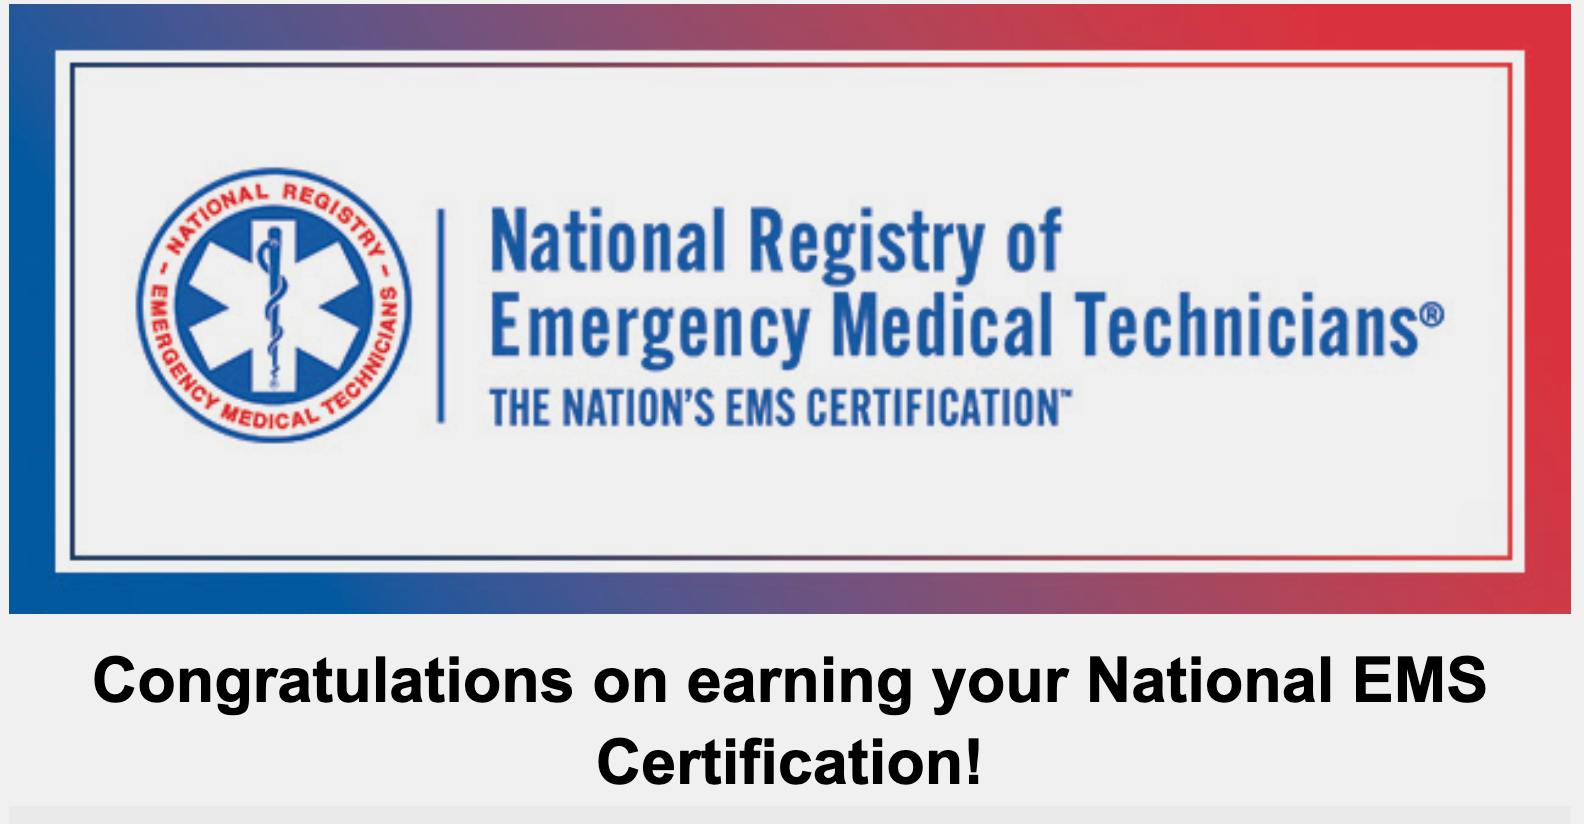 - NATIONAL REGISTRY -
EMERGENCY MEDICAL TECHNICIANS
National Registry of
Emergency Medical Technicians®
THE NATION'S EMS CERTIFICATION™
Congratulations on earning your National EMS
Certification!